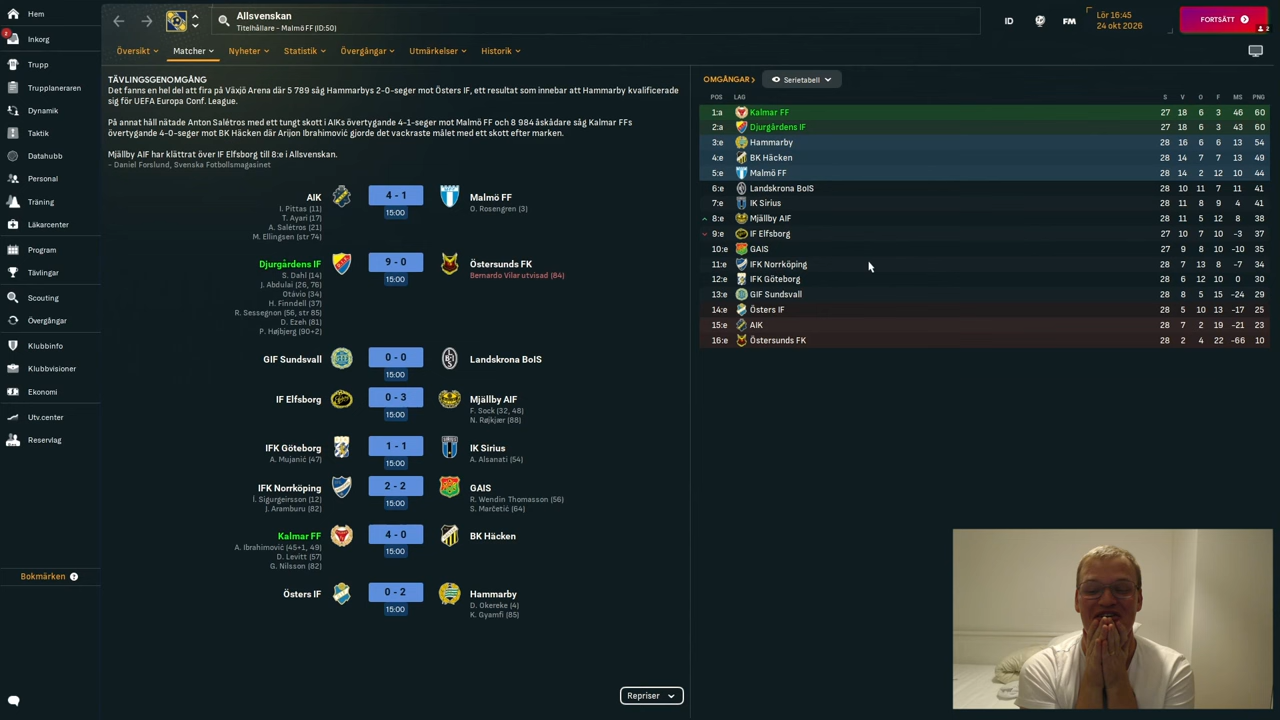 Hem
2
Inkorg
Trupp
Trupplaneraren
Dynamik
Taktik
Datahubb
Personal
Träning
Läkarcenter
Program
Tävlingar
Scouting
Övergångar
Klubbinfo
Klubbvisioner
Ekonomi
Utv.center
Reservlag
Bokmärken ?
Allsvenskan
Titelhållare - Malmö FF (ID:50)
ID
FM
Lör 16:45
24 okt 2026
FORTSÄTT
2
Översikt
Matcher
Nyheter
Statistik
Övergångar
Utmärkelser
Historik
TÄVLINGSGENOMGÅNG
Det fanns en hel del att fira på Växjö Arena där 5 789 såg Hammarbys 2-0-seger mot Östers IF, ett resultat som innebar att Hammarby kvalificerade
sig för UEFA Europa Conf. League.
På annat håll nätade Anton Salétros med ett tungt skott i AIKs övertygande 4-1-seger mot Malmö FF och 8 984 åskådare såg Kalmar FFs
övertygande 4-0-seger mot BK Häcken där Arijon Ibrahimović gjorde det vackraste målet med ett skott efter marken.
Mjällby AIF har klättrat över IF Elfsborg till 8:e i Allsvenskan.
- Daniel Forslund, Svenska Fotbollsmagasinet
AIK 4 - 1 Malmö FF
15:00
I. Pittas (11)
T. Ayari (17)
A. Salétros (21)
M. Ellingsen (str 74)
O. Rosengren (3)
Djurgårdens IF 9 - 0 Östersunds FK
15:00
S. Dahl (14)
J. Abdulai (26, 76)
Otávio (34)
H. Finndell (37)
R. Sessegnon (56, str 85)
D. Ezeh (81)
P. Højbjerg (90+2)
Bernardo Vilar utvisad (84)
GIF Sundsvall 0 - 0 Landskrona BoIS
15:00
IF Elfsborg 0 - 3 Mjällby AIF
15:00
F. Sock (32, 48)
N. Røjkjær (88)
IFK Göteborg 1 - 1 IK Sirius
15:00
A. Mujanić (47)
A. Alsanati (54)
IFK Norrköping 2 - 2 GAIS
15:00
Í. Sigurgeirsson (12)
J. Aramburu (82)
R. Wendin Thomasson (56)
S. Marčetić (64)
Kalmar FF 4 - 0 BK Häcken
15:00
A. Ibrahimović (45+1, 49)
D. Levitt (57)
G. Nilsson (82)
Östers IF 0 - 2 Hammarby
15:00
D. Okereke (4)
K. Gyamfi (85)
Repriser
OMGÅNGAR
Serietabell
POS LAG S V O F MS PNG
1:a Kalmar FF 27 18 6 3 46 60
2:a Djurgårdens IF 27 18 6 3 43 60
3:e Hammarby 28 16 6 6 13 54
4:e BK Häcken 28 14 7 7 13 49
5:e Malmö FF 28 14 2 12 10 44
6:e Landskrona BoIS 28 10 11 7 11 41
7:e IK Sirius 28 11 8 9 4 41
8:e Mjällby AIF 28 11 5 12 8 38
9:e IF Elfsborg 27 10 7 10 -3 37
10:e GAIS 27 9 8 10 -10 35
11:e IFK Norrköping 28 7 13 8 -7 34
12:e IFK Göteborg 28 6 12 10 0 30
13:e GIF Sundsvall 28 8 5 15 -24 29
14:e Östers IF 28 5 10 13 -17 25
15:e AIK 28 7 2 19 -21 23
16:e Östersunds FK 28 2 4 22 -66 10